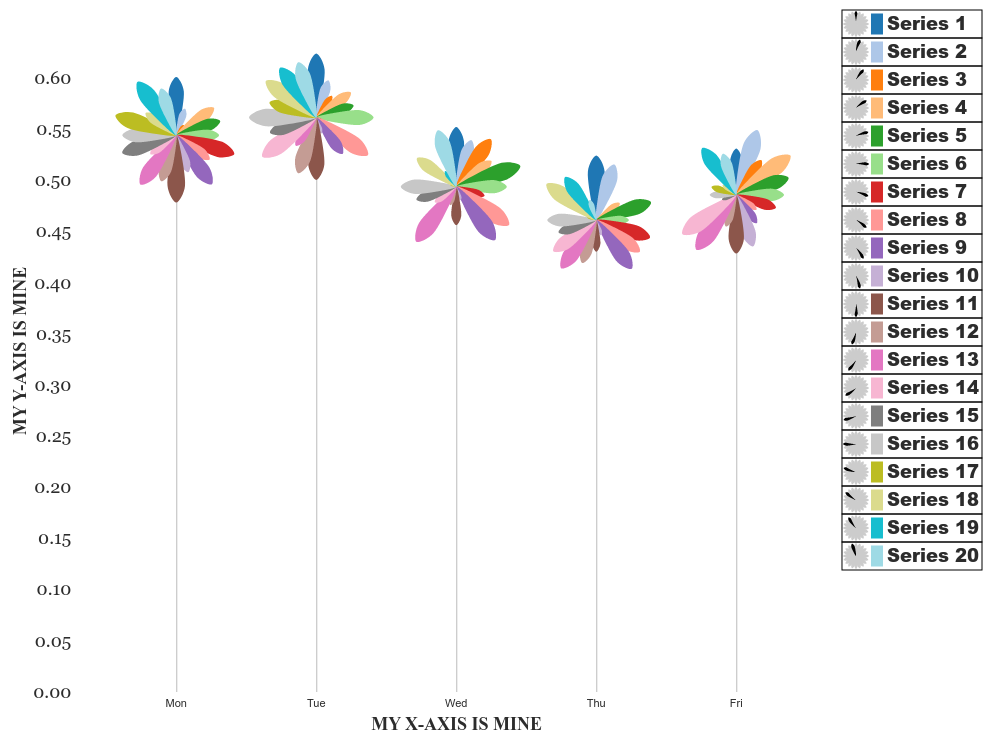 Series 1
Series 2
Series 3
Series 4
Series 5
Series 6
Series 7
Series 8
Series 9
Series 10
Series 11
Series 12
Series 13
Series 14
Series 15
Series 16
Series 17
Series 18
Series 19
Series 20
0.60
0.55
0.50
0.45
0.40
0.35
0.30
0.25
0.20
0.15
0.10
0.05
0.00
MY Y-AXIS IS MINE
Mon Tue Wed Thu Fri
MY X-AXIS IS MINE